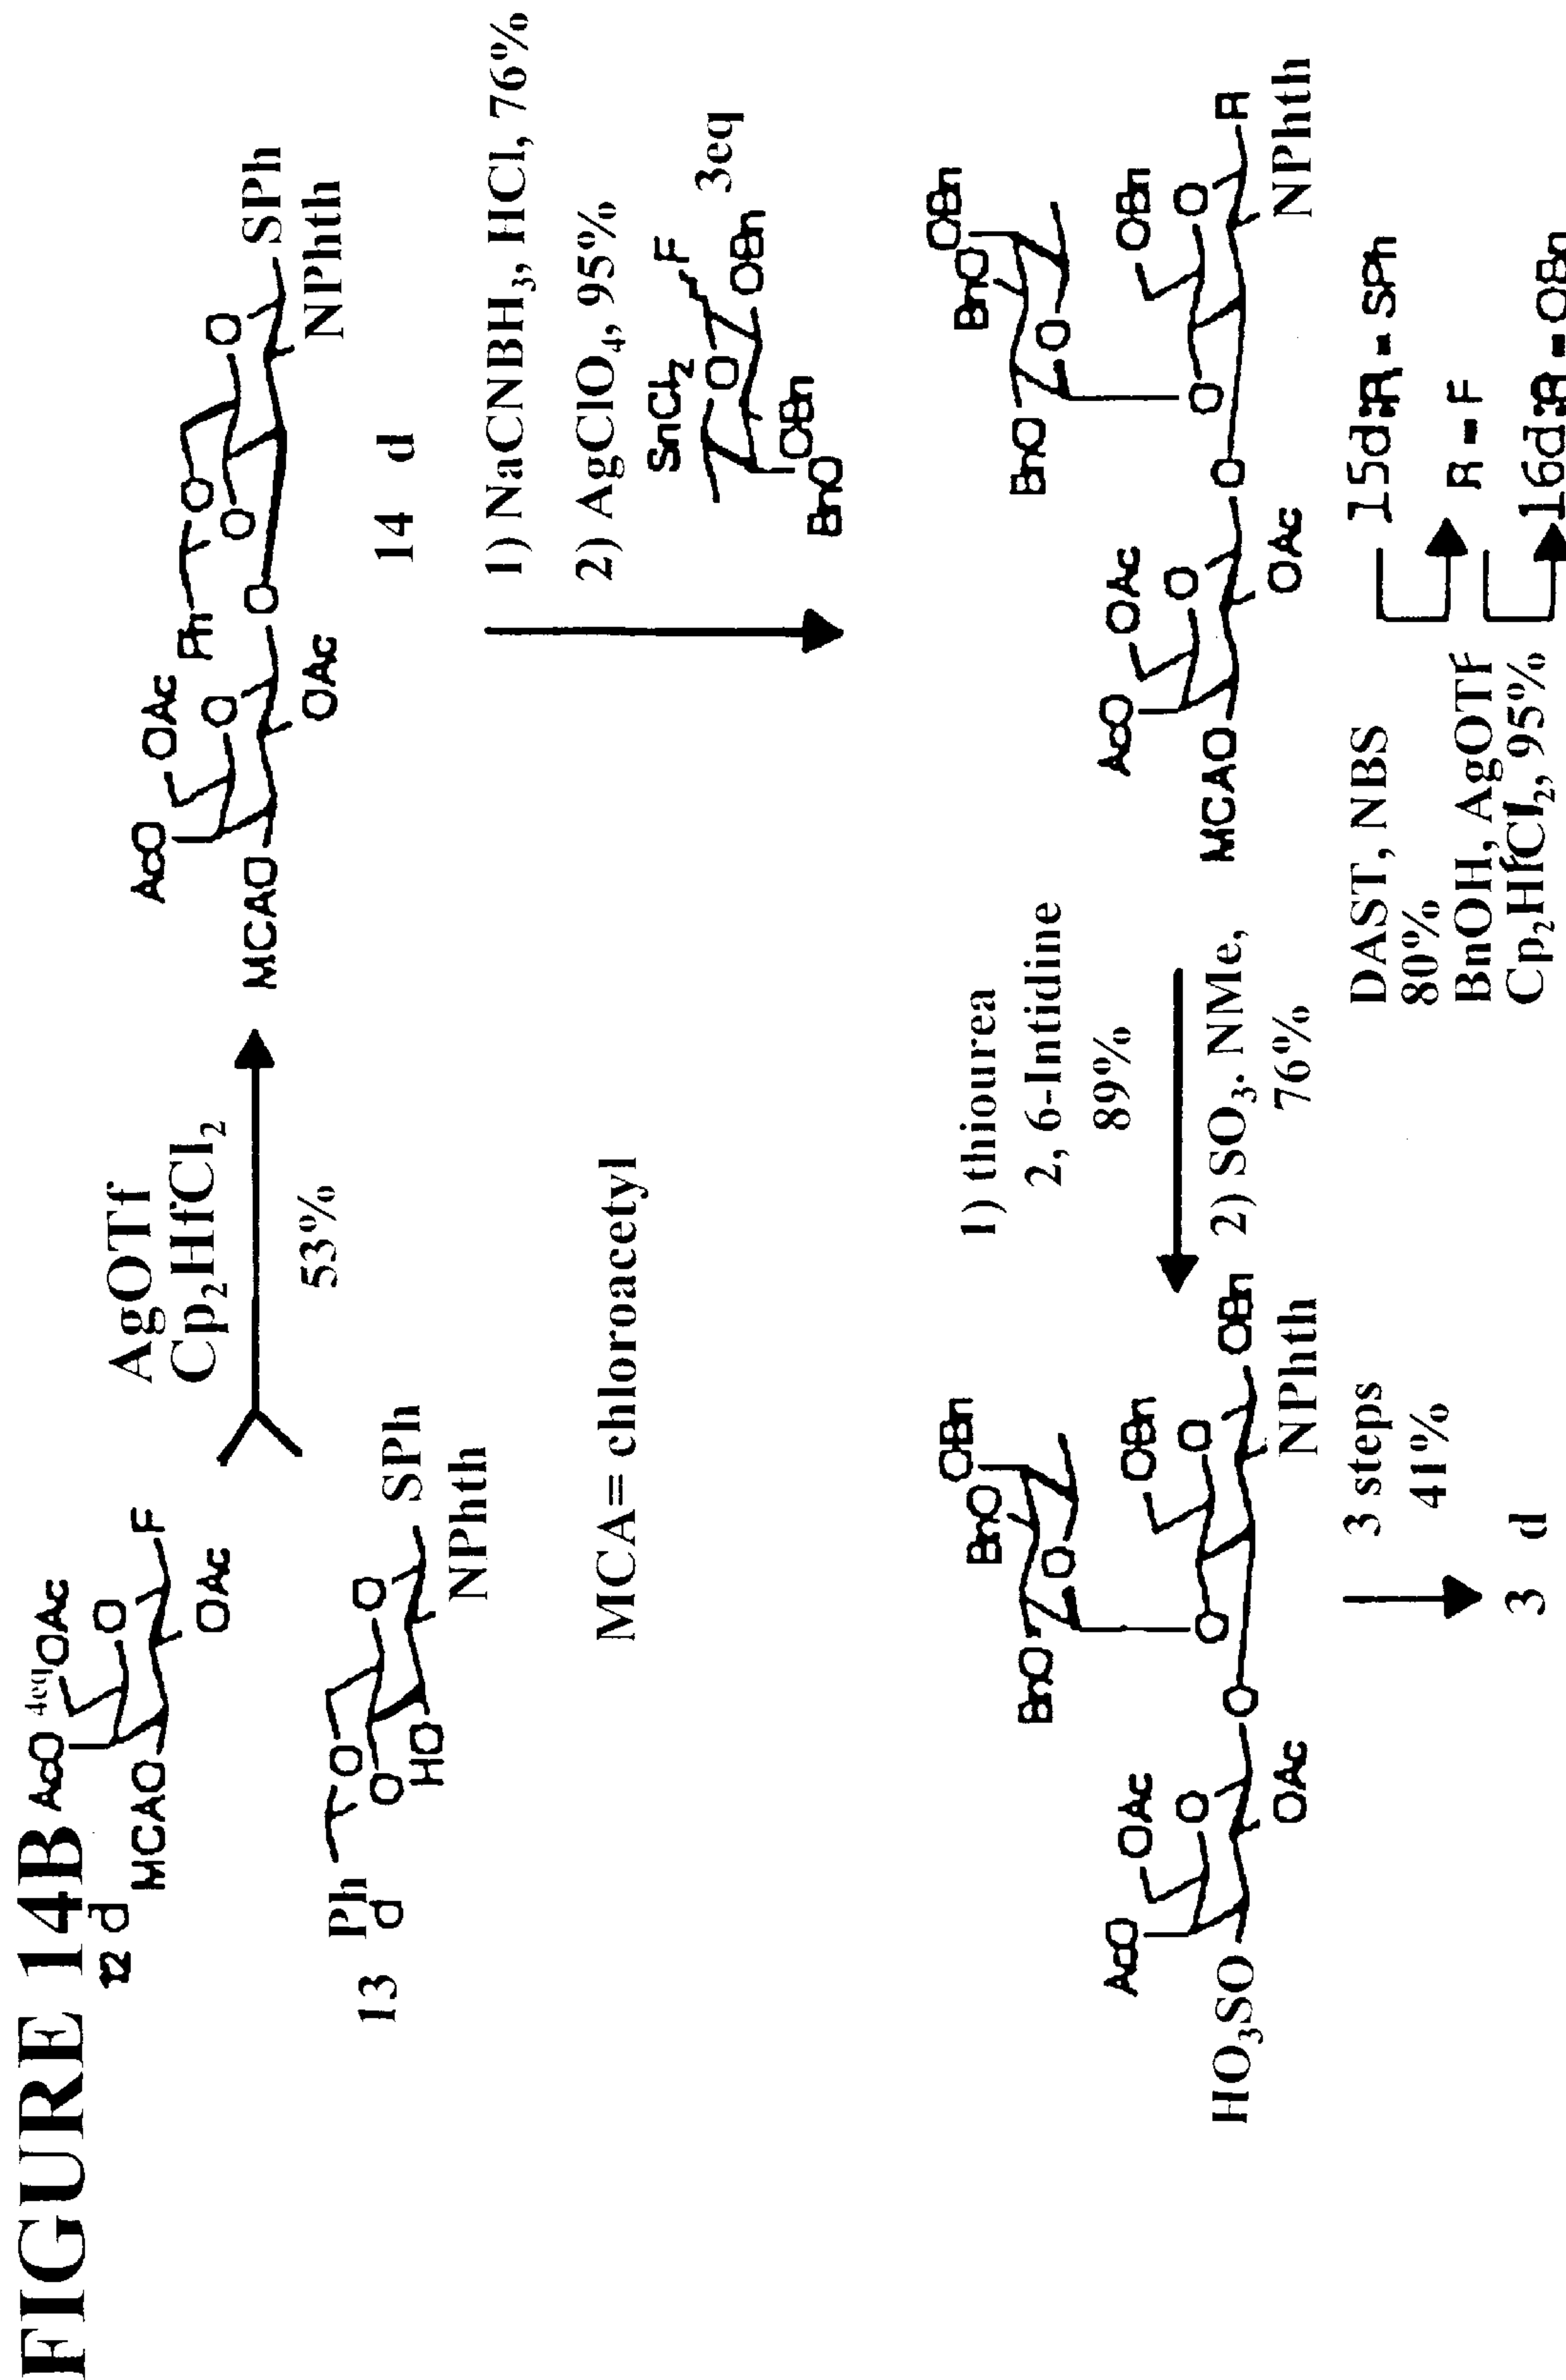 FIGURE 14B
12 d
AcO
4eq
OAc
O
MCAO
F
OAc
Ph
O
O
O
HO
SPh
NPhth
13 d
AgOTf
Cp2HfCl2
53%
MCA= chloroacetyl
AcO
OAc
O
MCAO
OAc
O
Ph
O
O
O
SPh
NPhth
14 d
1) NaCNBH3, HCl, 76%
2) AgClO4, 95%
SnCl2
F
O
OBn
3eq
OBn
BnO
OBn
BnO
BnO
O
OBn
O
O
O
R
NPhth
AcO
OAc
O
MCAO
OAc
15d:R=SPh
R=F
16d:R=OBn
DAST, NBS
80%
BnOH, AgOTF
Cp2HfCl2, 95%
1) thiourea
2, 6-Intidine
89%
2) SO3. NMe,
76%
OBn
BnO
BnO
O
OBn
O
O
O
OBn
NPhth
AcO
OAc
O
HO3SO
OAc
3 steps
41%
3 d